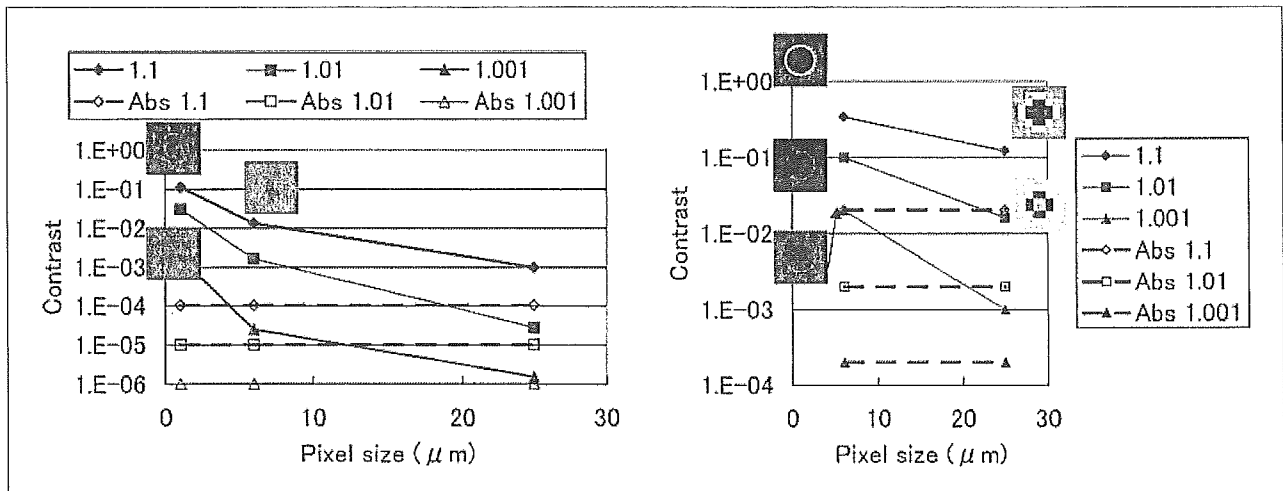 1.1 1.01 1.001
Abs 1.1 Abs 1.01 Abs 1.001
Contrast
1.E+00
1.E-01
1.E-02
1.E-03
1.E-04
1.E-05
1.E-06
0 10 20 30
Pixel size ( μ m)
Contrast
1.E+00
1.E-01
1.E-02
1.E-03
1.E-04
0 10 20 30
Pixel size ( μ m)
1.1
1.01
1.001
Abs 1.1
Abs 1.01
Abs 1.001